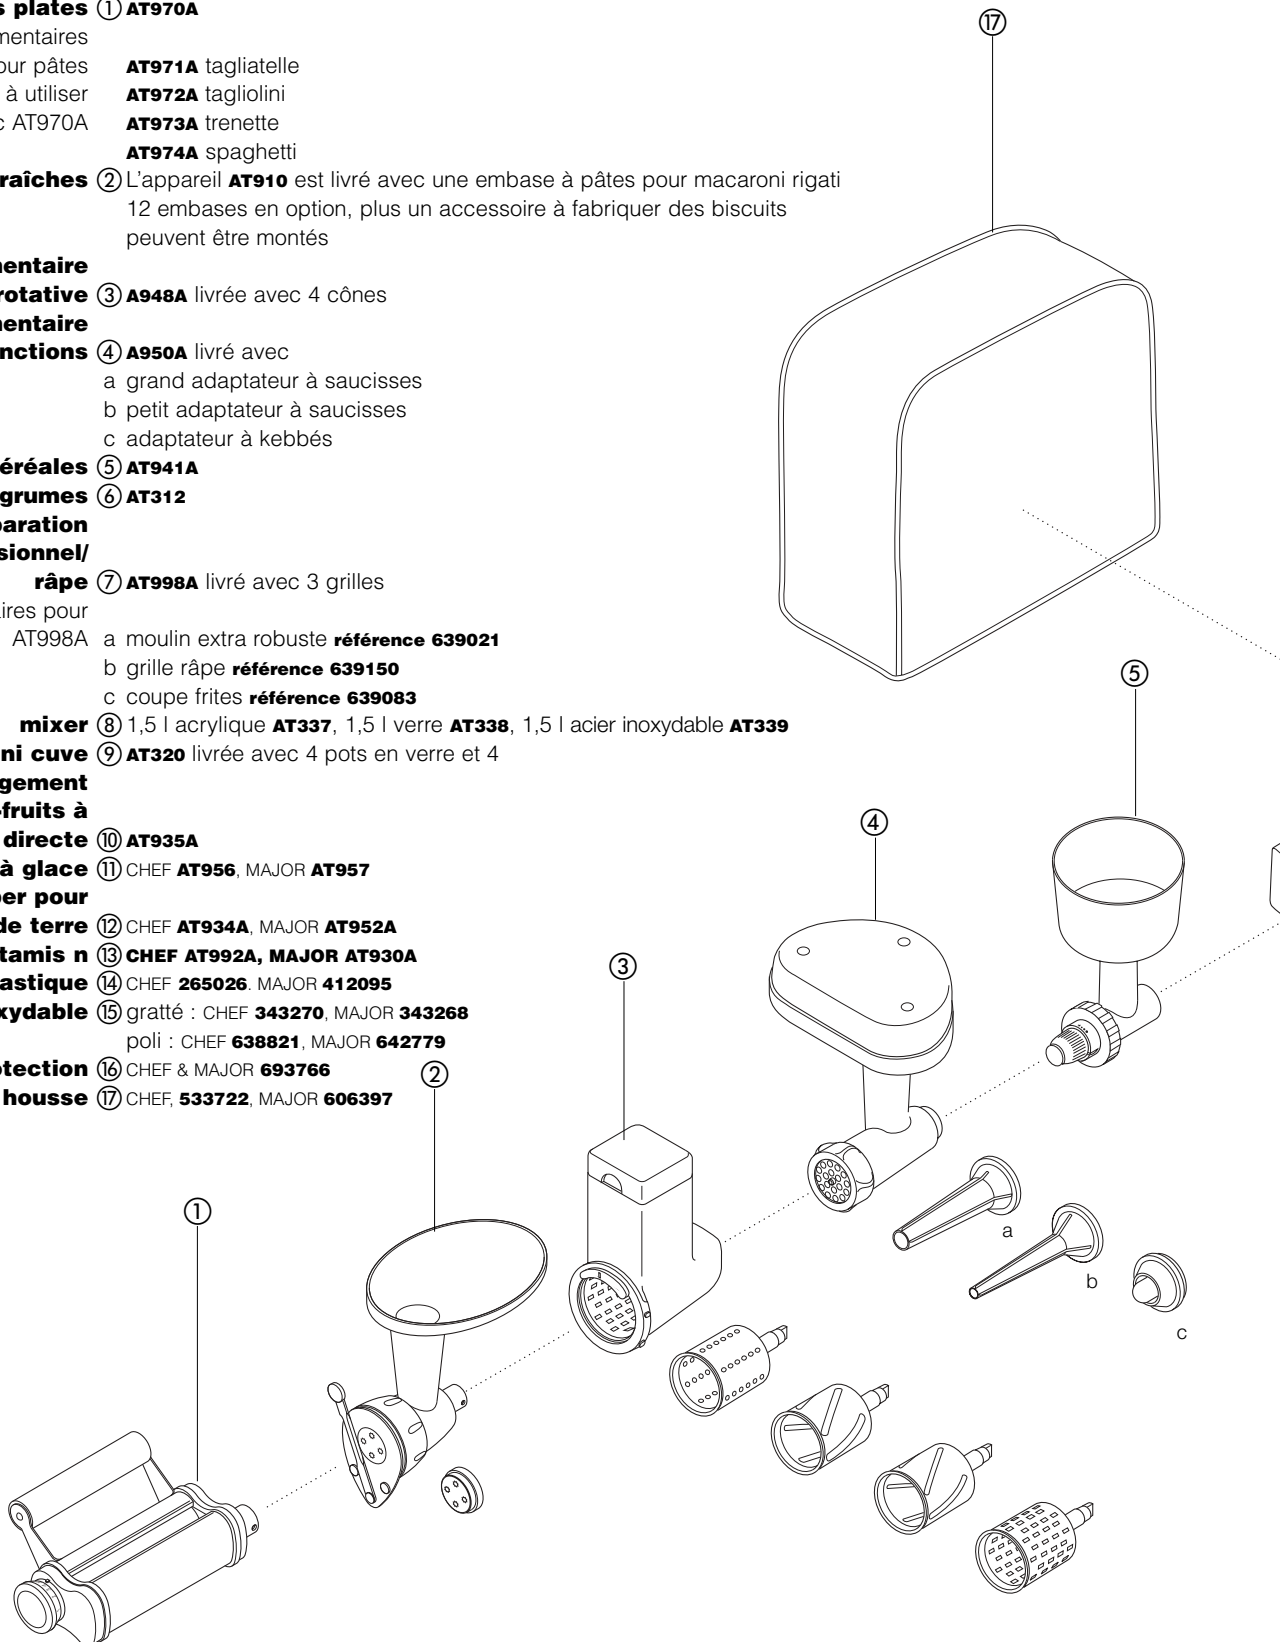 s plates ① AT970A
mentaires
our pâtes AT971A tagliatelle
à utiliser AT972A tagliolini
c AT970A AT973A trenette
AT974A spaghetti
raîches ② L'appareil AT910 est livré avec une embase à pâtes pour macaroni rigati
12 embases en option, plus un accessoire à fabriquer des biscuits
peuvent être montés
nentaire
rotative ③ A948A livrée avec 4 cônes
nentaire
nctions ④ A950A livré avec
a grand adaptateur à saucisses
b petit adaptateur à saucisses
c adaptateur à kebbés
éréales ⑤ AT941A
grumes ⑥ AT312
paration
sionnel/
râpe ⑦ AT998A livré avec 3 grilles
ires pour
AT998A a moulin extra robuste référence 639021
b grille râpe référence 639150
c coupe frites référence 639083
mixer ⑧ 1,5 l acrylique AT337, 1,5 l verre AT338, 1,5 l acier inoxydable AT339
ni cuve ⑨ AT320 livrée avec 4 pots en verre et 4
gement
-fruits à
directe ⑩ AT935A
à glace ⑪ CHEF AT956, MAJOR AT957
per pour
de terre ⑫ CHEF AT934A, MAJOR AT952A
tamis n ⑬ CHEF AT992A, MAJOR AT930A
astique ⑭ CHEF 265026. MAJOR 412095
xydable ⑮ gratté : CHEF 343270, MAJOR 343268
poli : CHEF 638821, MAJOR 642779
otection ⑯ CHEF & MAJOR 693766
housse ⑰ CHEF, 533722, MAJOR 606397
⑰
⑤
④
③
②
①
a
b
c